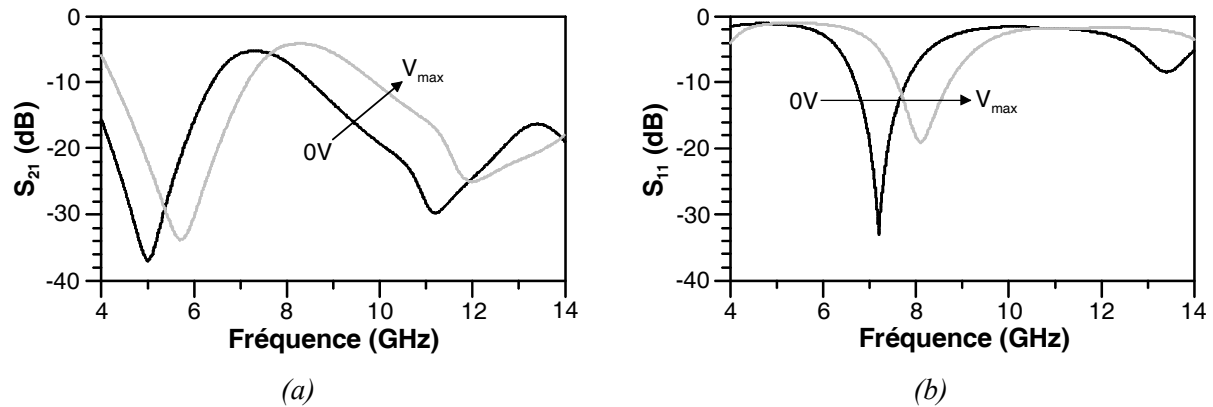 0
-10
-20
-30
-40
S21 (dB)
Vmax
0V
4 6 8 10 12 14
Fréquence (GHz)
(a)
0
-10
-20
-30
-40
S11 (dB)
0V
Vmax
4 6 8 10 12 14
Fréquence (GHz)
(b)